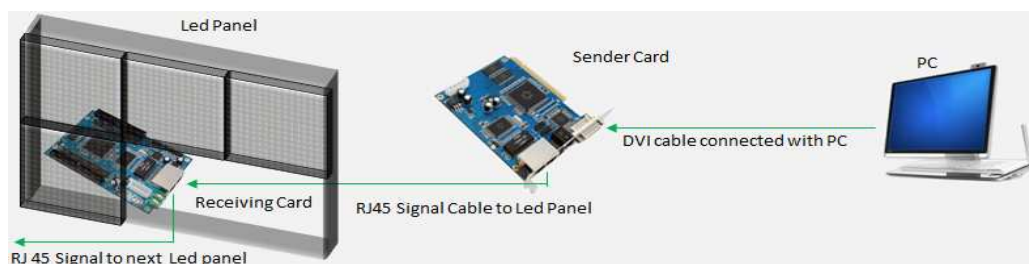 Led Panel
Sender Card
PC
DVI cable connected with PC
Receiving Card
RJ45 Signal Cable to Led Panel
RJ 45 Signal to next Led panel